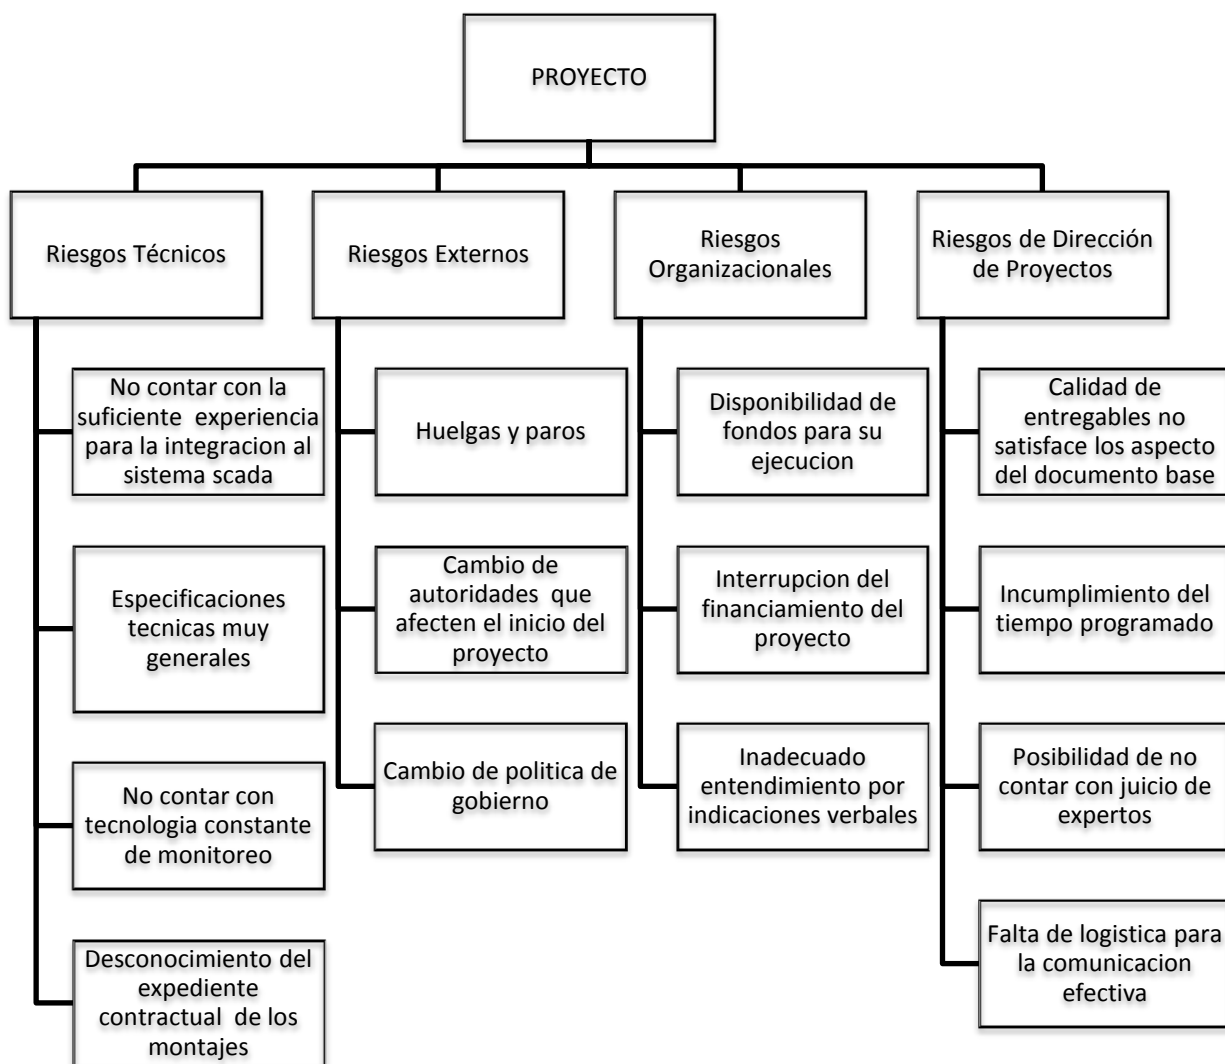 PROYECTO
Riesgos Técnicos
Riesgos Externos
Riesgos
Organizacionales
Riesgos de Dirección
de Proyectos
No contar con la
suficiente experiencia
para la integracion al
sistema scada
Especificaciones
tecnicas muy
generales
No contar con
tecnologia constante
de monitoreo
Desconocimiento del
expediente
contractual de los
montajes
Huelgas y paros
Cambio de
autoridades que
afecten el inicio del
proyecto
Cambio de politica de
gobierno
Disponibilidad de
fondos para su
ejecucion
Interrupcion del
financiamiento del
proyecto
Inadecuado
entendimiento por
indicaciones verbales
Calidad de
entregables no
satisface los aspecto
del documento base
Incumplimiento del
tiempo programado
Posibilidad de no
contar con juicio de
expertos
Falta de logistica para
la comunicacion
efectiva